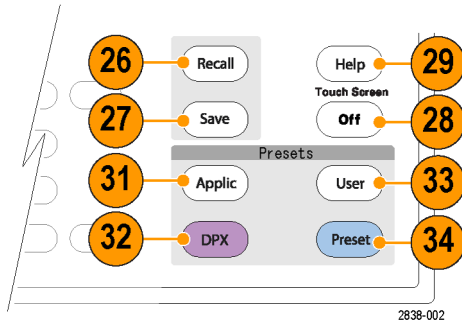 26 Recall Help 29
Touch Screen
27 Save Off 28
Presets
31 Applic User 33
32 DPX Preset 34
2838-002